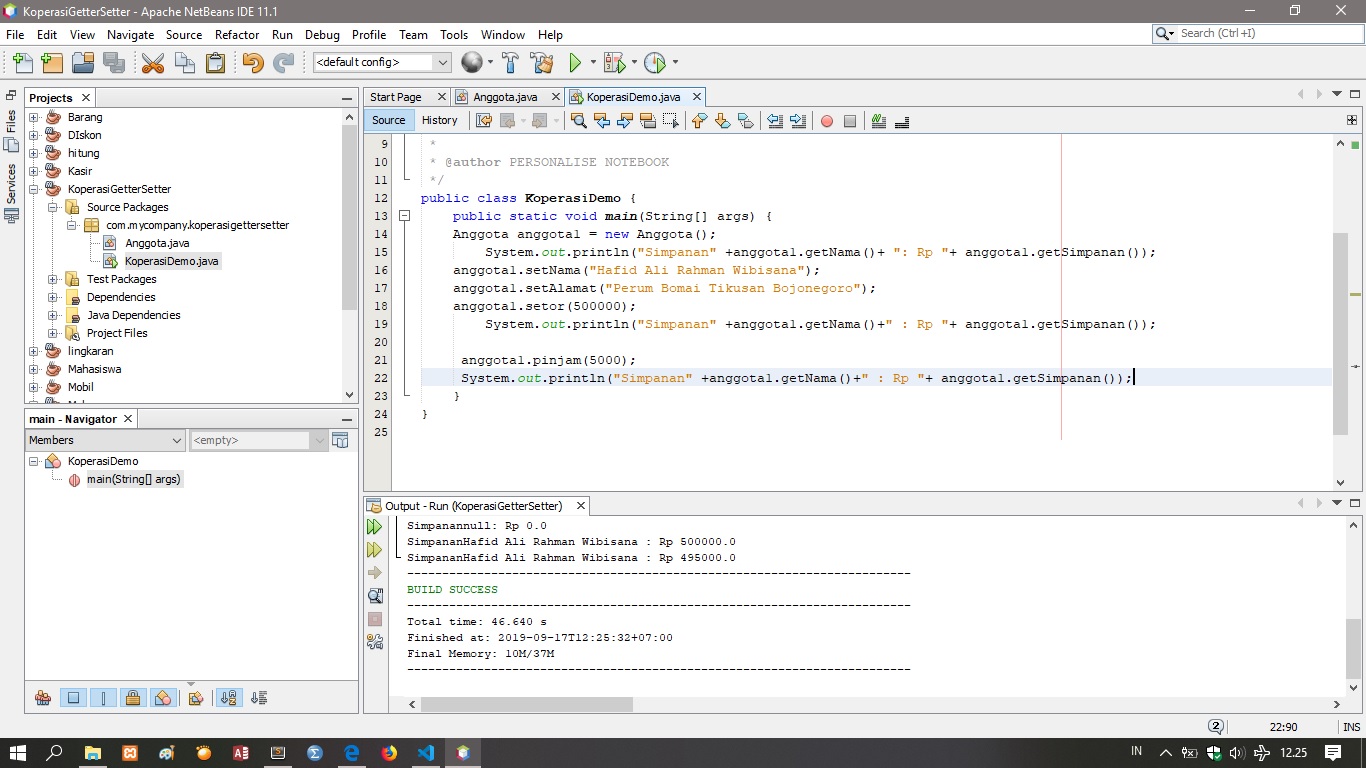 KoperasiGetterSetter - Apache NetBeans IDE 11.1
File Edit View Navigate Source Refactor Run Debug Profile Team Tools Window Help
Search (Ctrl+I)
<default config>
Files
Services
Projects
Barang
DIskon
hitung
Kasir
KoperasiGetterSetter
Source Packages
com.mycompany.koperasigettersetter
Anggota.java
KoperasiDemo.java
Test Packages
Dependencies
Java Dependencies
Project Files
lingkaran
Mahasiswa
Mobil
main - Navigator
Members
<empty>
KoperasiDemo
main(String[] args)
Start Page Anggota.java KoperasiDemo.java
Source History
9 *
10 * @author PERSONALISE NOTEBOOK
11 */
12 public class KoperasiDemo {
13 public static void main(String[] args) {
14 Anggota anggota1 = new Anggota();
15 System.out.println("Simpanan" +anggota1.getNama()+ ": Rp "+ anggota1.getSimpanan());
16 anggota1.setNama("Hafid Ali Rahman Wibisana");
17 anggota1.setAlamat("Perum Bomai Tikusan Bojonegoro");
18 anggota1.setor(500000);
19 System.out.println("Simpanan" +anggota1.getNama()+" : Rp "+ anggota1.getSimpanan());
20
21 anggota1.pinjam(5000);
22 System.out.println("Simpanan" +anggota1.getNama()+" : Rp "+ anggota1.getSimpanan());
23 }
24 }
25
Output - Run (KoperasiGetterSetter)
Simpanannull: Rp 0.0
SimpananHafid Ali Rahman Wibisana : Rp 500000.0
SimpananHafid Ali Rahman Wibisana : Rp 495000.0
------------------------------------------------------------------------
BUILD SUCCESS
------------------------------------------------------------------------
Total time: 46.640 s
Finished at: 2019-09-17T12:25:32+07:00
Final Memory: 10M/37M
------------------------------------------------------------------------
2 22:90 INS
IN 12.25